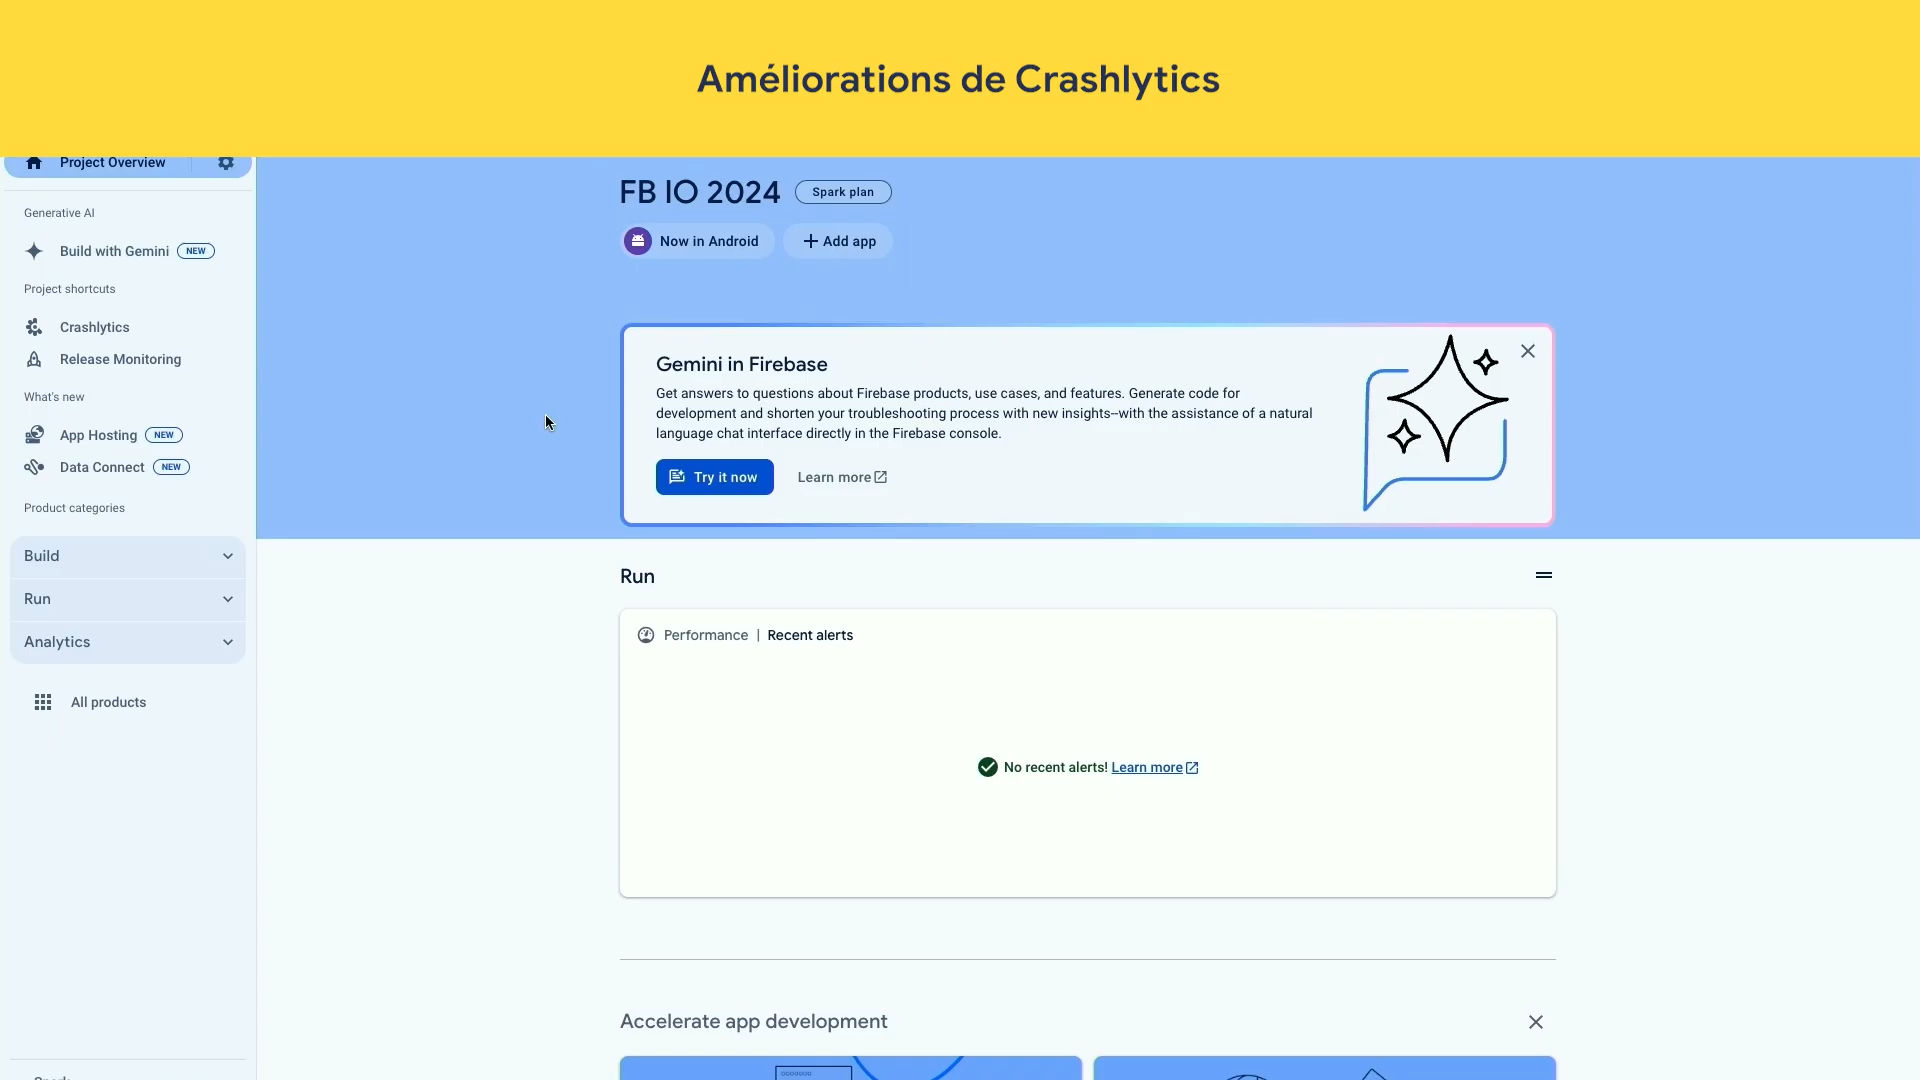 Améliorations de Crashlytics
Project Overview
Generative AI
Build with Gemini NEW
Project shortcuts
Crashlytics
Release Monitoring
What's new
App Hosting NEW
Data Connect NEW
Product categories
Build
Run
Analytics
All products
FB IO 2024 Spark plan
Now in Android + Add app
Gemini in Firebase
Get answers to questions about Firebase products, use cases, and features. Generate code for
development and shorten your troubleshooting process with new insights–with the assistance of a natural
language chat interface directly in the Firebase console.
Try it now Learn more
Run
Performance | Recent alerts
No recent alerts! Learn more
Accelerate app development